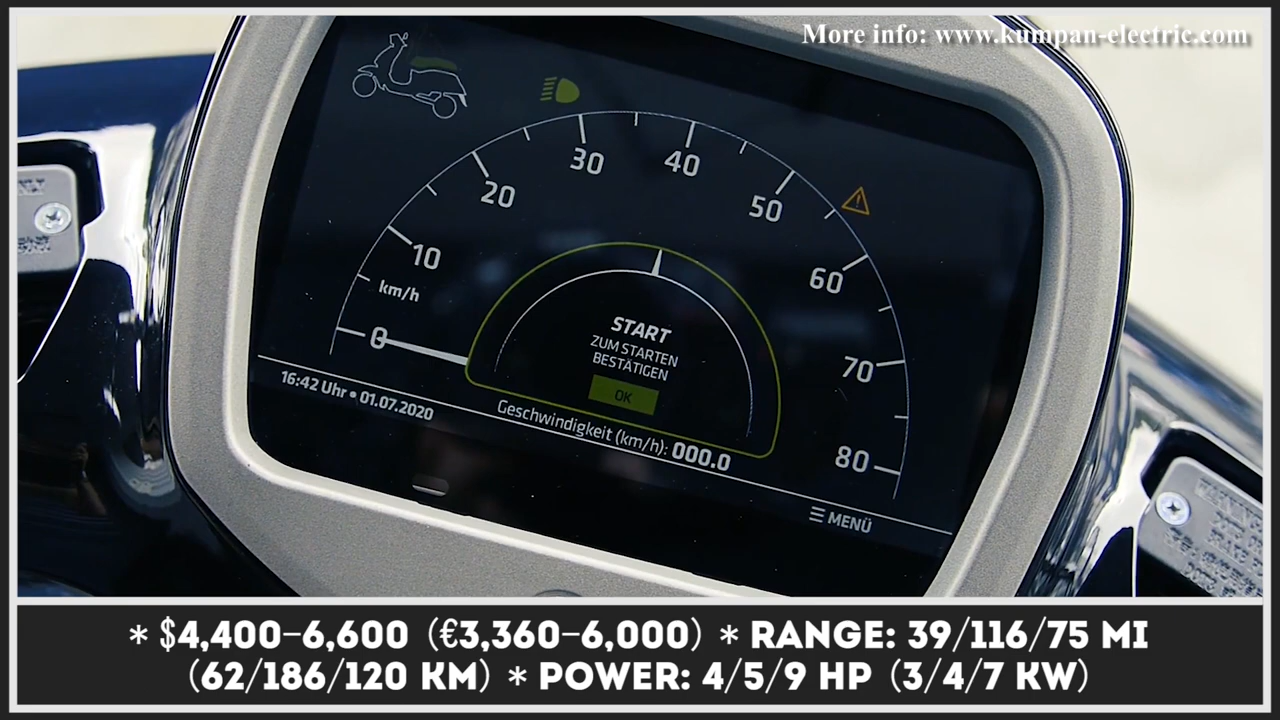 More info: www.kumpan-electric.com
30
40
20
50
10
60
km/h
0
70
80
START
ZUM STARTEN
BESTÄTIGEN
OK
16:42 Uhr • 01.07.2020
Geschwindigkeit (km/h): 000.0
☰ MENÜ
* $4,400–6,600 (€3,360–6,000) * RANGE: 39/116/75 MI
(62/186/120 KM) * POWER: 4/5/9 HP (3/4/7 KW)